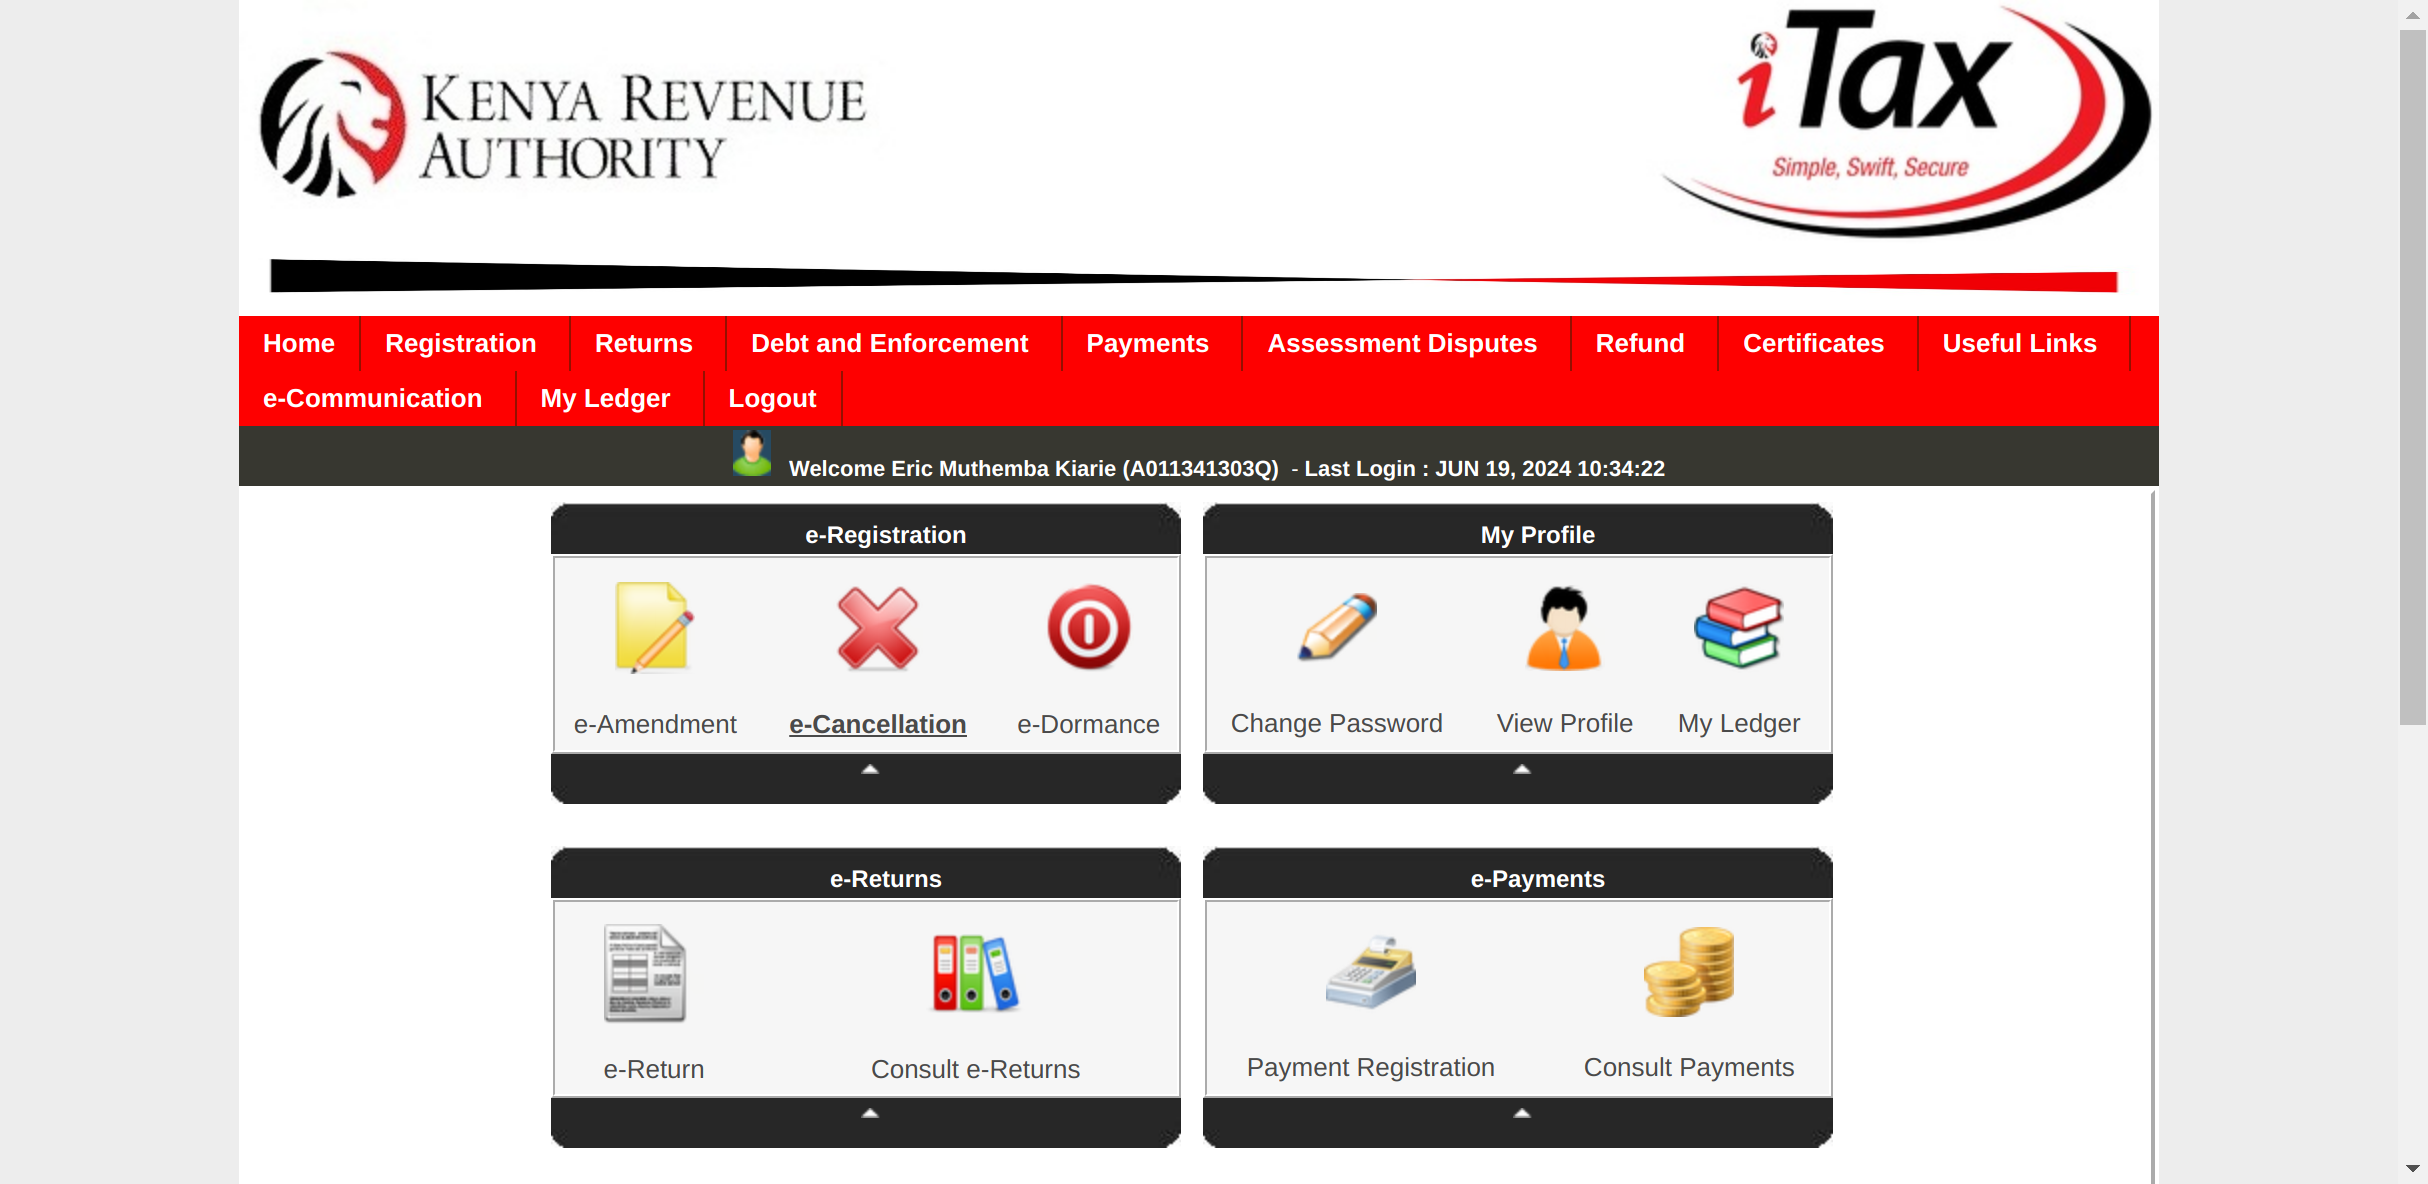 KENYA REVENUE
AUTHORITY
iTax
Simple, Swift, Secure
Home Registration Returns Debt and Enforcement Payments Assessment Disputes Refund Certificates Useful Links
e-Communication My Ledger Logout
Welcome Eric Muthemba Kiarie (A011341303Q) - Last Login : JUN 19, 2024 10:34:22
e-Registration
e-Amendment e-Cancellation e-Dormance
My Profile
Change Password View Profile My Ledger
e-Returns
e-Return Consult e-Returns
e-Payments
Payment Registration Consult Payments